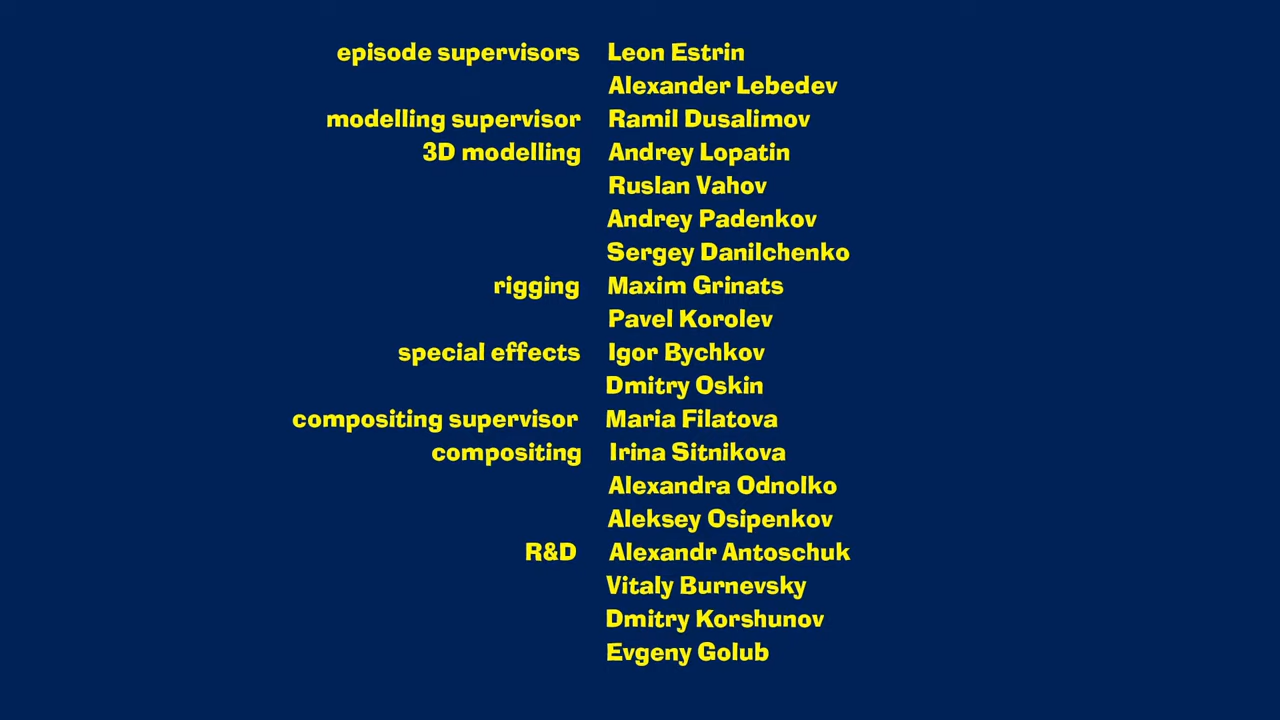 episode supervisors Leon Estrin
Alexander Lebedev
modelling supervisor Ramil Dusalimov
3D modelling Andrey Lopatin
Ruslan Vahov
Andrey Padenkov
Sergey Danilchenko
rigging Maxim Grinats
Pavel Korolev
special effects Igor Bychkov
Dmitry Oskin
compositing supervisor Maria Filatova
compositing Irina Sitnikova
Alexandra Odnolko
Aleksey Osipenkov
R&D Alexandr Antoschuk
Vitaly Burnevsky
Dmitry Korshunov
Evgeny Golub